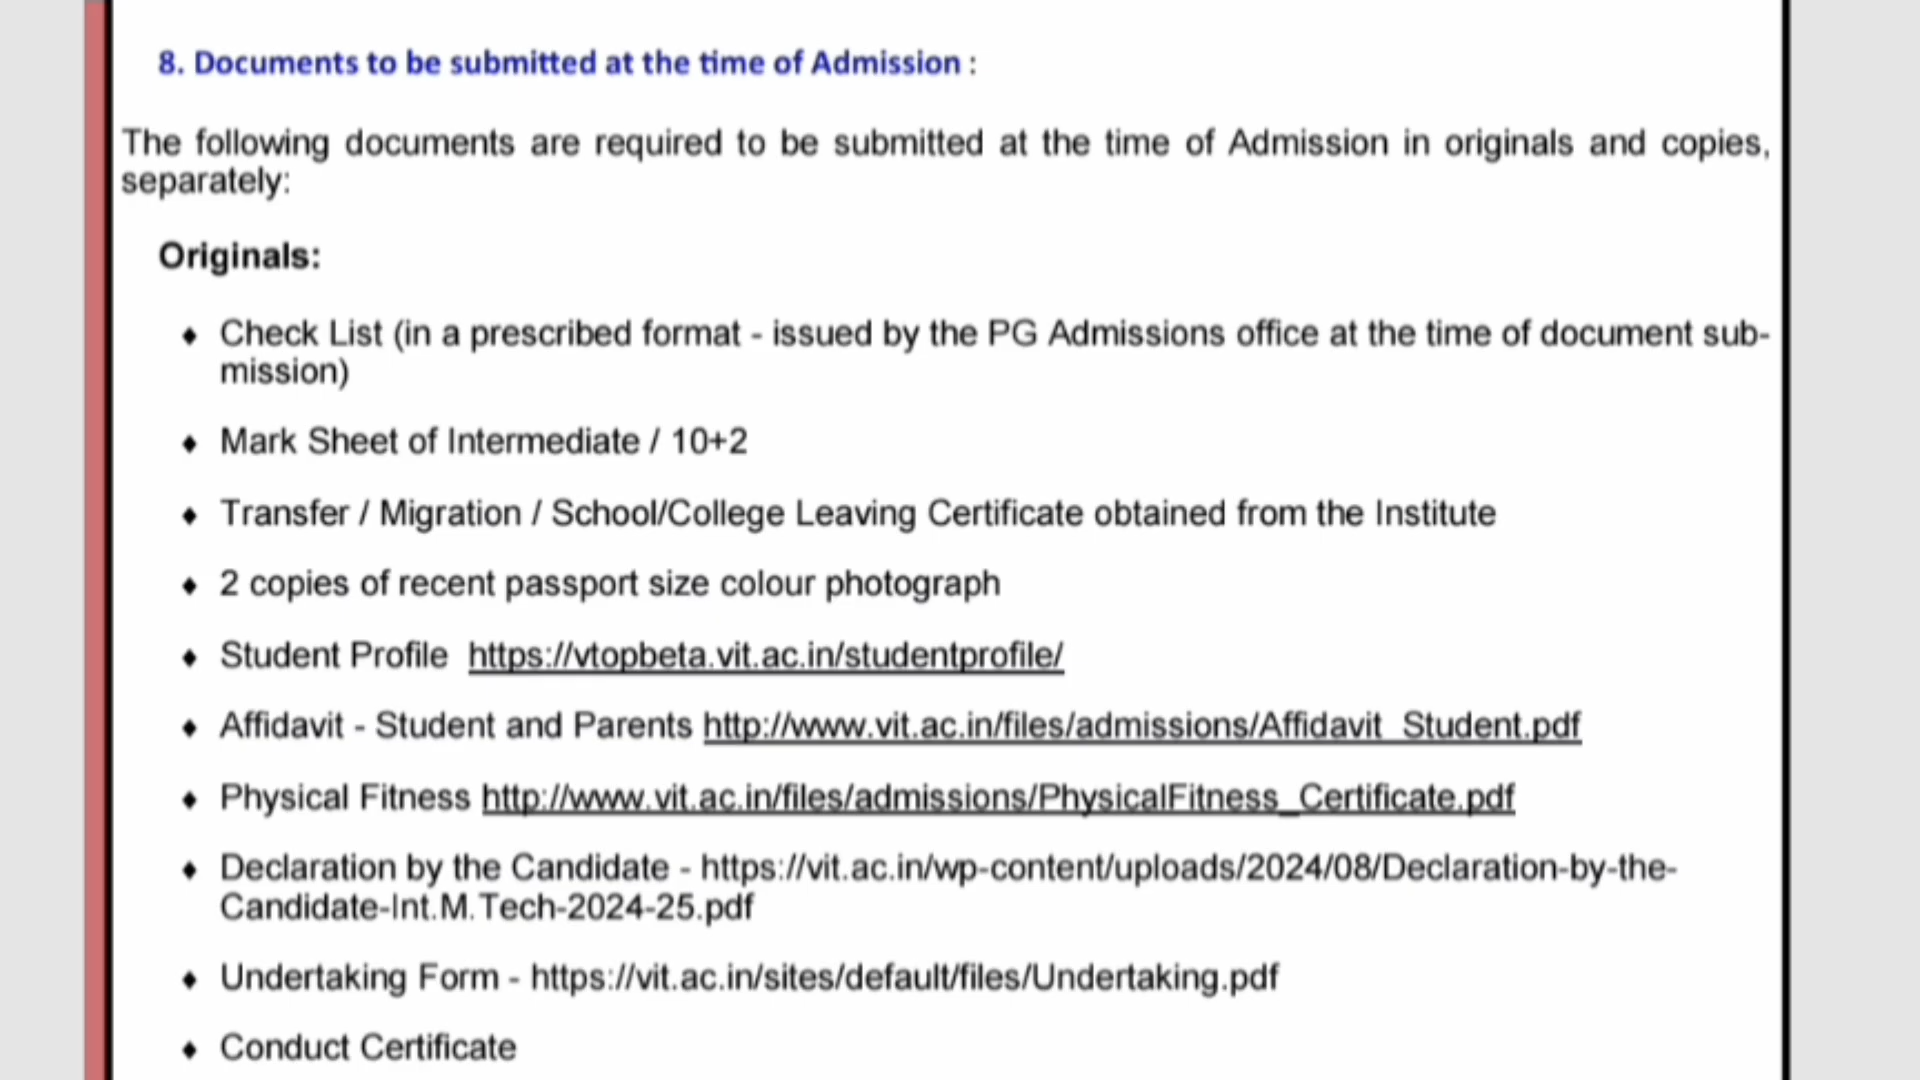 8. Documents to be submitted at the time of Admission :
The following documents are required to be submitted at the time of Admission in originals and copies,
separately:
Originals:
♦ Check List (in a prescribed format - issued by the PG Admissions office at the time of document sub-
mission)
♦ Mark Sheet of Intermediate / 10+2
♦ Transfer / Migration / School/College Leaving Certificate obtained from the Institute
♦ 2 copies of recent passport size colour photograph
♦ Student Profile https://vtopbeta.vit.ac.in/studentprofile/
♦ Affidavit - Student and Parents http://www.vit.ac.in/files/admissions/Affidavit_Student.pdf
♦ Physical Fitness http://www.vit.ac.in/files/admissions/PhysicalFitness_Certificate.pdf
♦ Declaration by the Candidate - https://vit.ac.in/wp-content/uploads/2024/08/Declaration-by-the-
Candidate-Int.M.Tech-2024-25.pdf
♦ Undertaking Form - https://vit.ac.in/sites/default/files/Undertaking.pdf
♦ Conduct Certificate